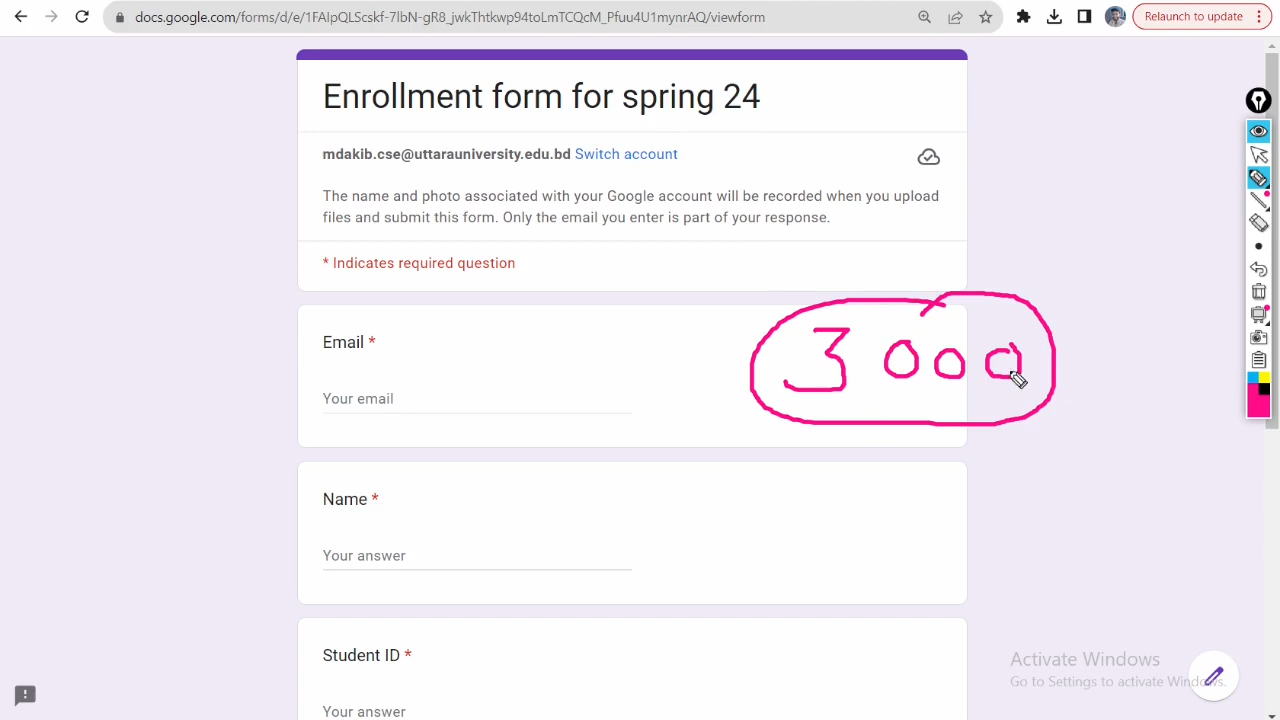 docs.google.com/forms/d/e/1FAIpQLScskf-7lbN-gR8_jwkThtkwp94toLmTCQcM_Pfuu4U1mytrAQ/viewform
Relaunch to update
Enrollment form for spring 24
mdakib.cse@uttarauniversity.edu.bd Switch account
The name and photo associated with your Google account will be recorded when you upload
files and submit this form. Only the email you enter is part of your response.
* Indicates required question
Email *
3 000
Your email
Name *
Your answer
Student ID *
Your answer
Activate Windows
Go to Settings to activate Windows.